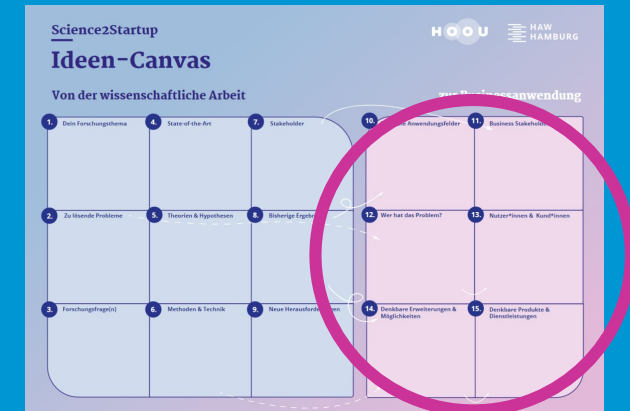 Science2Startup
HOOU
HAW HAMBURG
Ideen-Canvas
Von der wissenschaftliche Arbeit
zur Businessanwendung
1. Dein Forschungsthema
4. State-of-the-Art
7. Stakeholder
10. Anwendungsfelder
11. Business Stakeholder
2. Zu lösende Probleme
5. Theorien & Hypothesen
8. Bisherige
12. Wer hat das Problem?
13. Nutzer*innen & Kund*innen
3. Forschungsfrage(n)
6. Methoden & Technik
9. Neue
14. Denkbare Erweiterungen &
Möglichkeiten
15. Denkbare Produkte &
Dienstleistungen